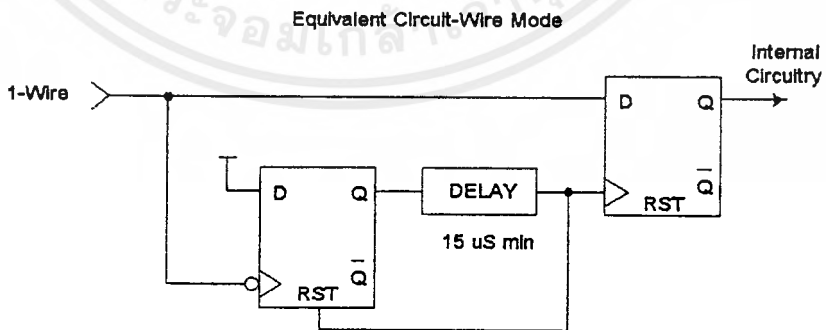 Equivalent Circuit-Wire Mode
Internal
Circuitry
1-Wire
D Q
Q
RST
D Q
Q
RST
DELAY
15 uS min